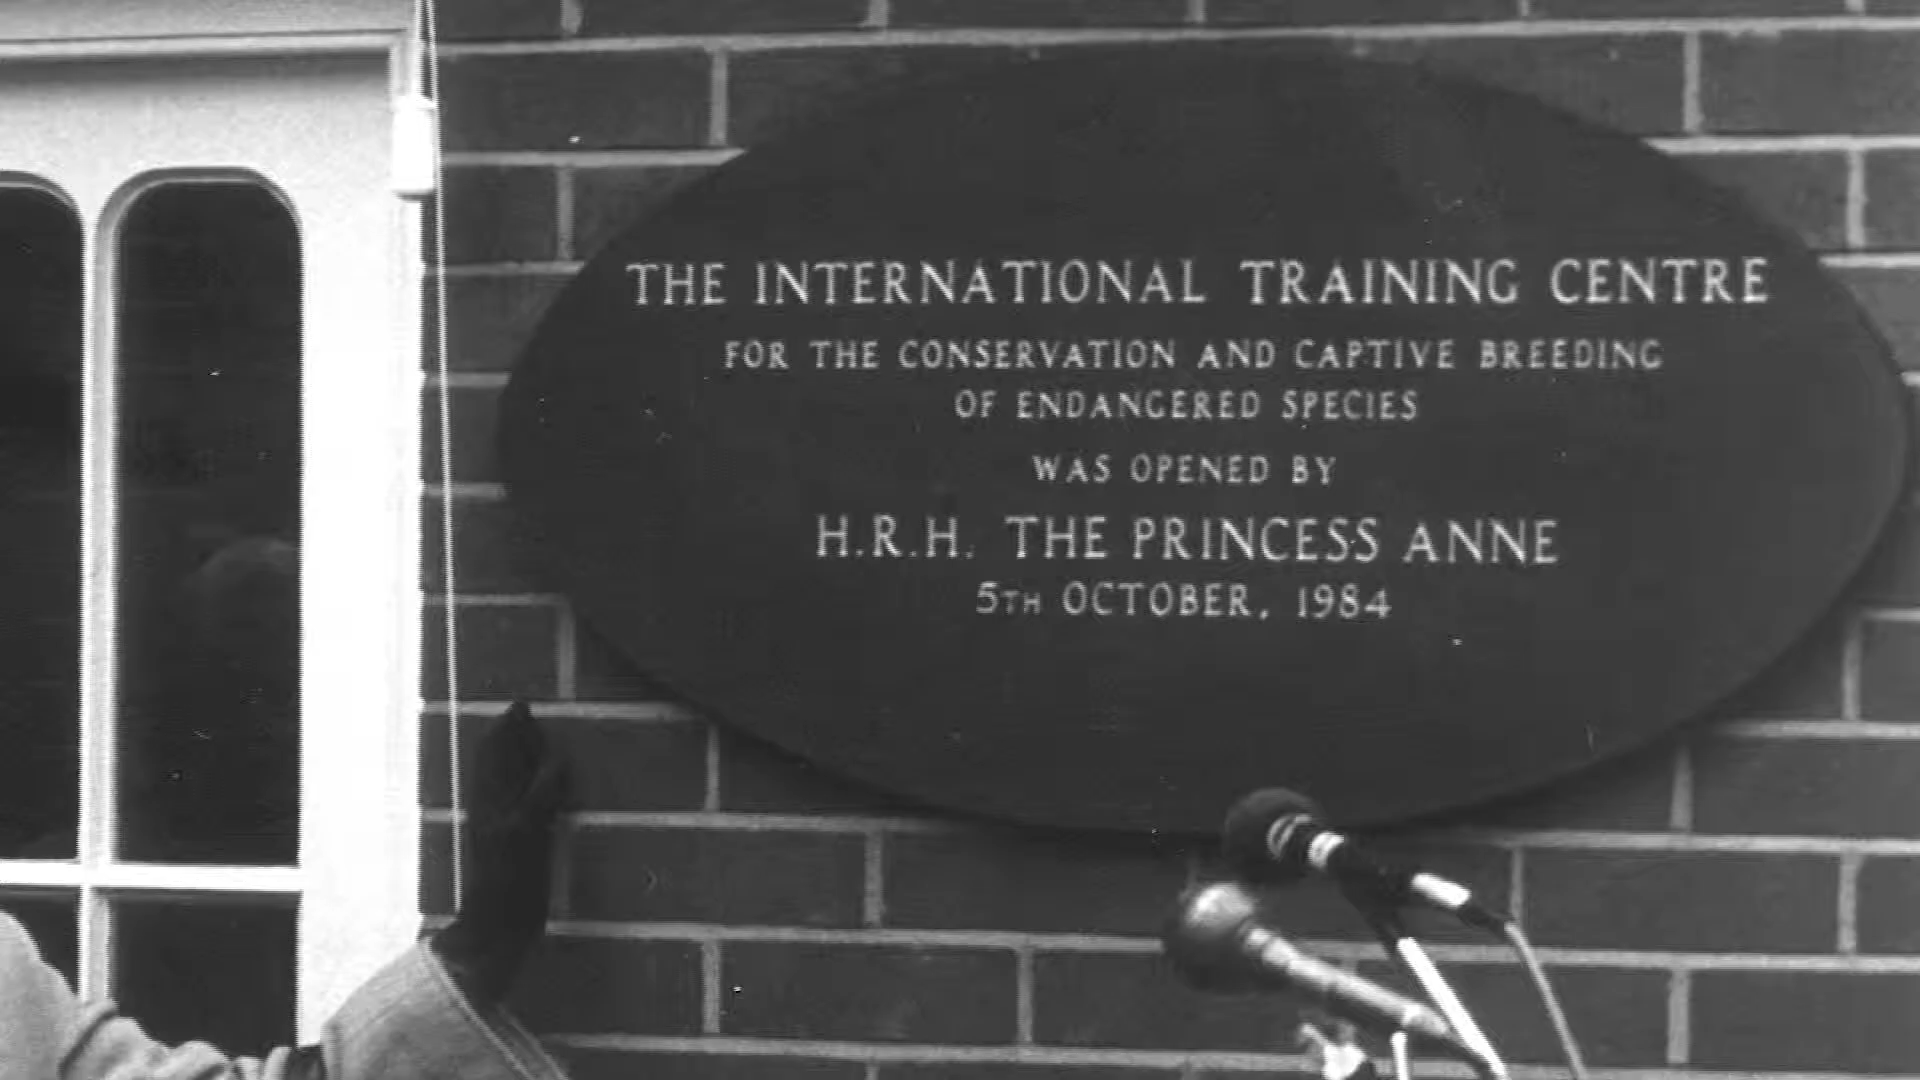 THE INTERNATIONAL TRAINING CENTRE
FOR THE CONSERVATION AND CAPTIVE BREEDING
OF ENDANGERED SPECIES
WAS OPENED BY
H.R.H. THE PRINCESS ANNE
5TH OCTOBER, 1984